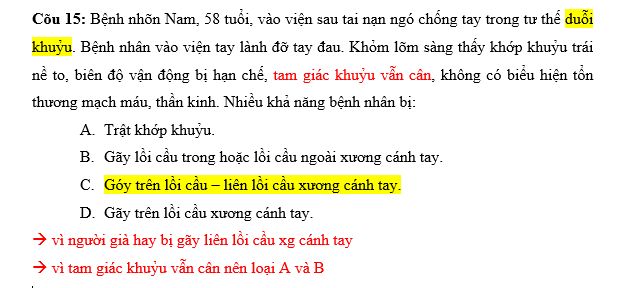 Cõu 15: Bệnh nhõn Nam, 58 tuổi, vào viện sau tai nạn ngó chống tay trong tư thế duỗi
khuỷu. Bệnh nhân vào viện tay lành đỡ tay đau. Khỏm lõm sàng thấy khớp khuỷu trái
nề to, biên độ vận động bị hạn chế, tam giác khuỷu vẫn cân, không có biểu hiện tổn
thương mạch máu, thần kinh. Nhiều khả năng bệnh nhân bị:
A. Trật khớp khuỷu.
B. Gãy lồi cầu trong hoặc lồi cầu ngoài xương cánh tay.
C. Góy trên lồi cầu – liên lồi cầu xương cánh tay.
D. Gãy trên lồi cầu xương cánh tay.
→ vì người già hay bị gãy liên lồi cầu xg cánh tay
→ vì tam giác khuỷu vẫn cân nên loại A và B